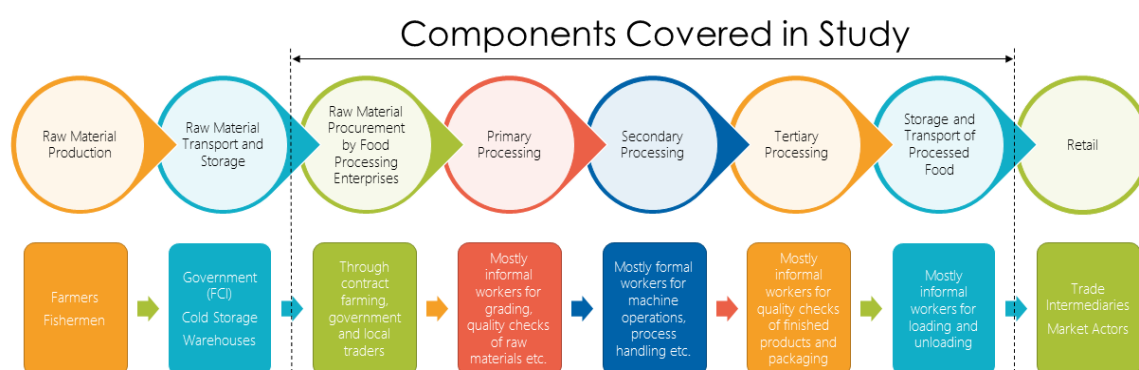 Components Covered in Study
Raw Material
Production
Raw Material
Transport and
Storage
Raw Material
Procurement
by Food
Processing
Enterprises
Primary
Processing
Secondary
Processing
Tertiary
Processing
Storage and
Transport of
Processed
Food
Retail
Farmers
Fishermen
Government
(FCI)
Cold Storage
Warehouses
Through
contract
farming,
government
and local
traders
Mostly
informal
workers for
grading,
quality checks
of raw
materials etc.
Mostly formal
workers for
machine
operations,
process
handling etc.
Mostly
informal
workers for
quality checks
of finished
products and
packaging
Mostly
informal
workers for
loading and
unloading
Trade
Intermediaries
Market Actors